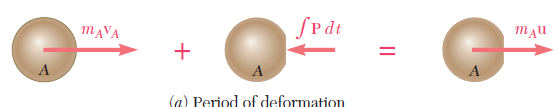 m_A v_A + ∫P dt = m_A u
A A A
(a) Period of deformation